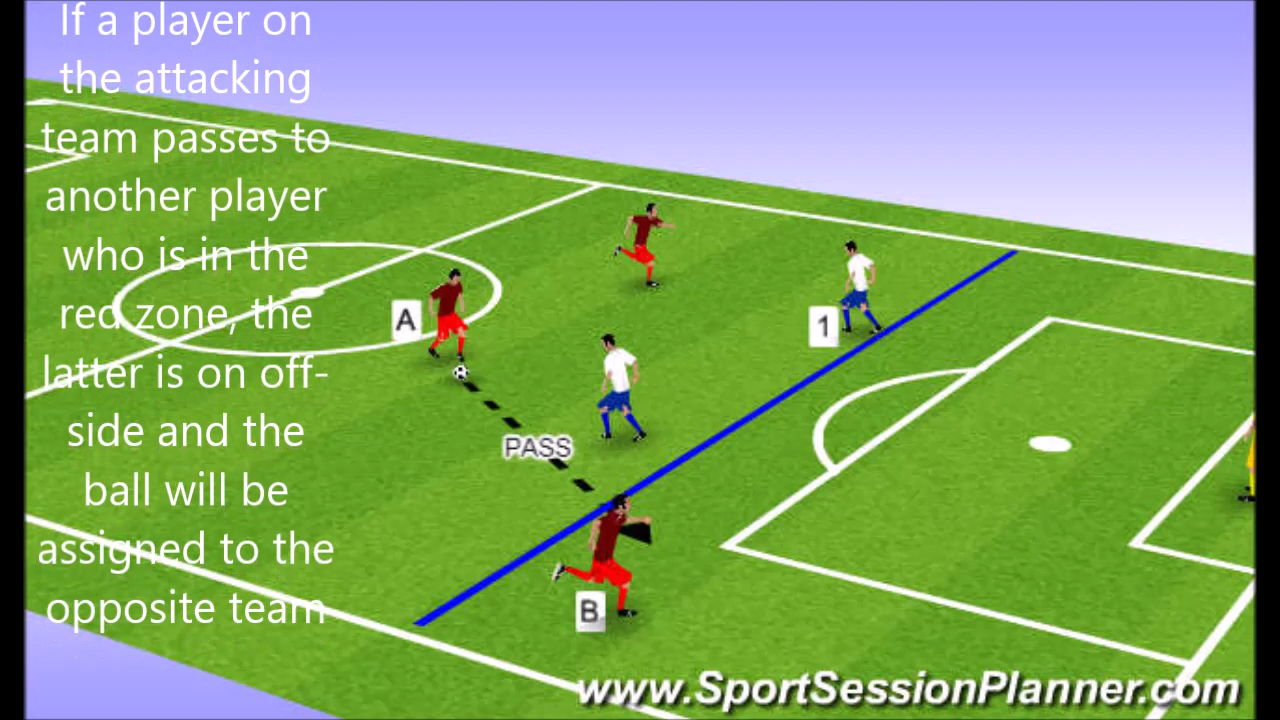 If a player on
the attacking
team passes to
another player
who is in the
red zone, the
latter is on off-
side and the
ball will be
assigned to the
opposite team
A
1
PASS
B
www.SportSessionPlanner.com